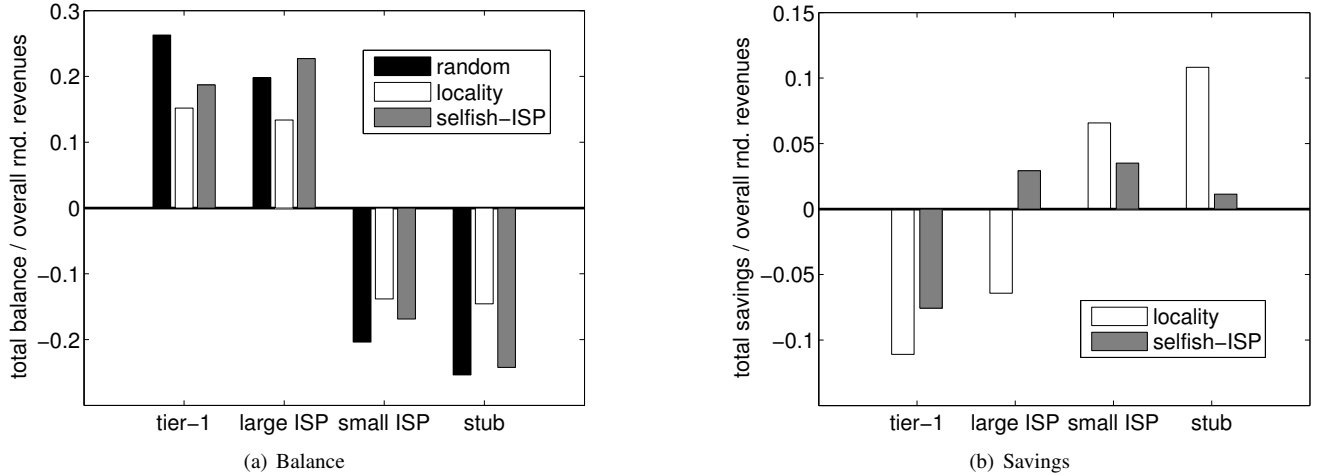 total balance / overall rnd. revenues
0.3
0.2
0.1
0
−0.1
−0.2
random
locality
selfish−ISP
tier−1 large ISP small ISP stub
(a) Balance
total savings / overall rnd. revenues
0.15
0.1
0.05
0
−0.05
−0.1
locality
selfish−ISP
tier−1 large ISP small ISP stub
(b) Savings